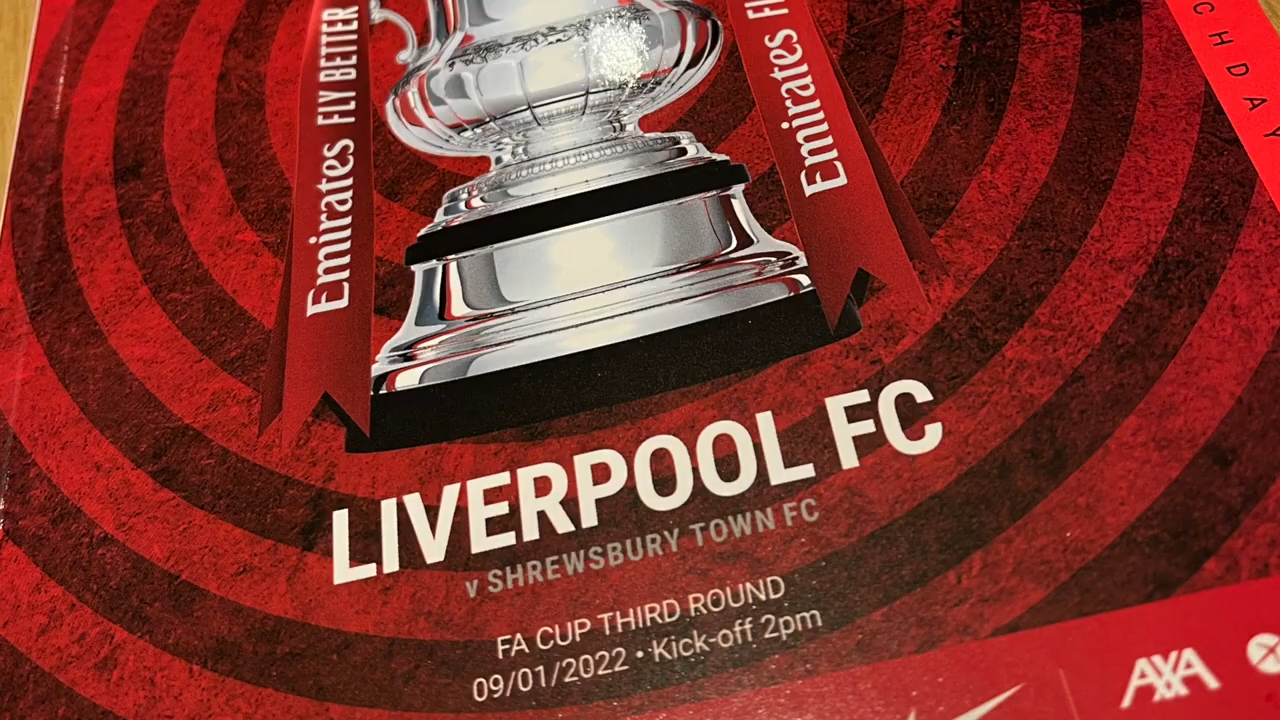 Emirates FLY BETTER
Emirates
CHDAY
LIVERPOOL FC
v SHREWSBURY TOWN FC
FA CUP THIRD ROUND
09/01/2022 • Kick-off 2pm
AXA